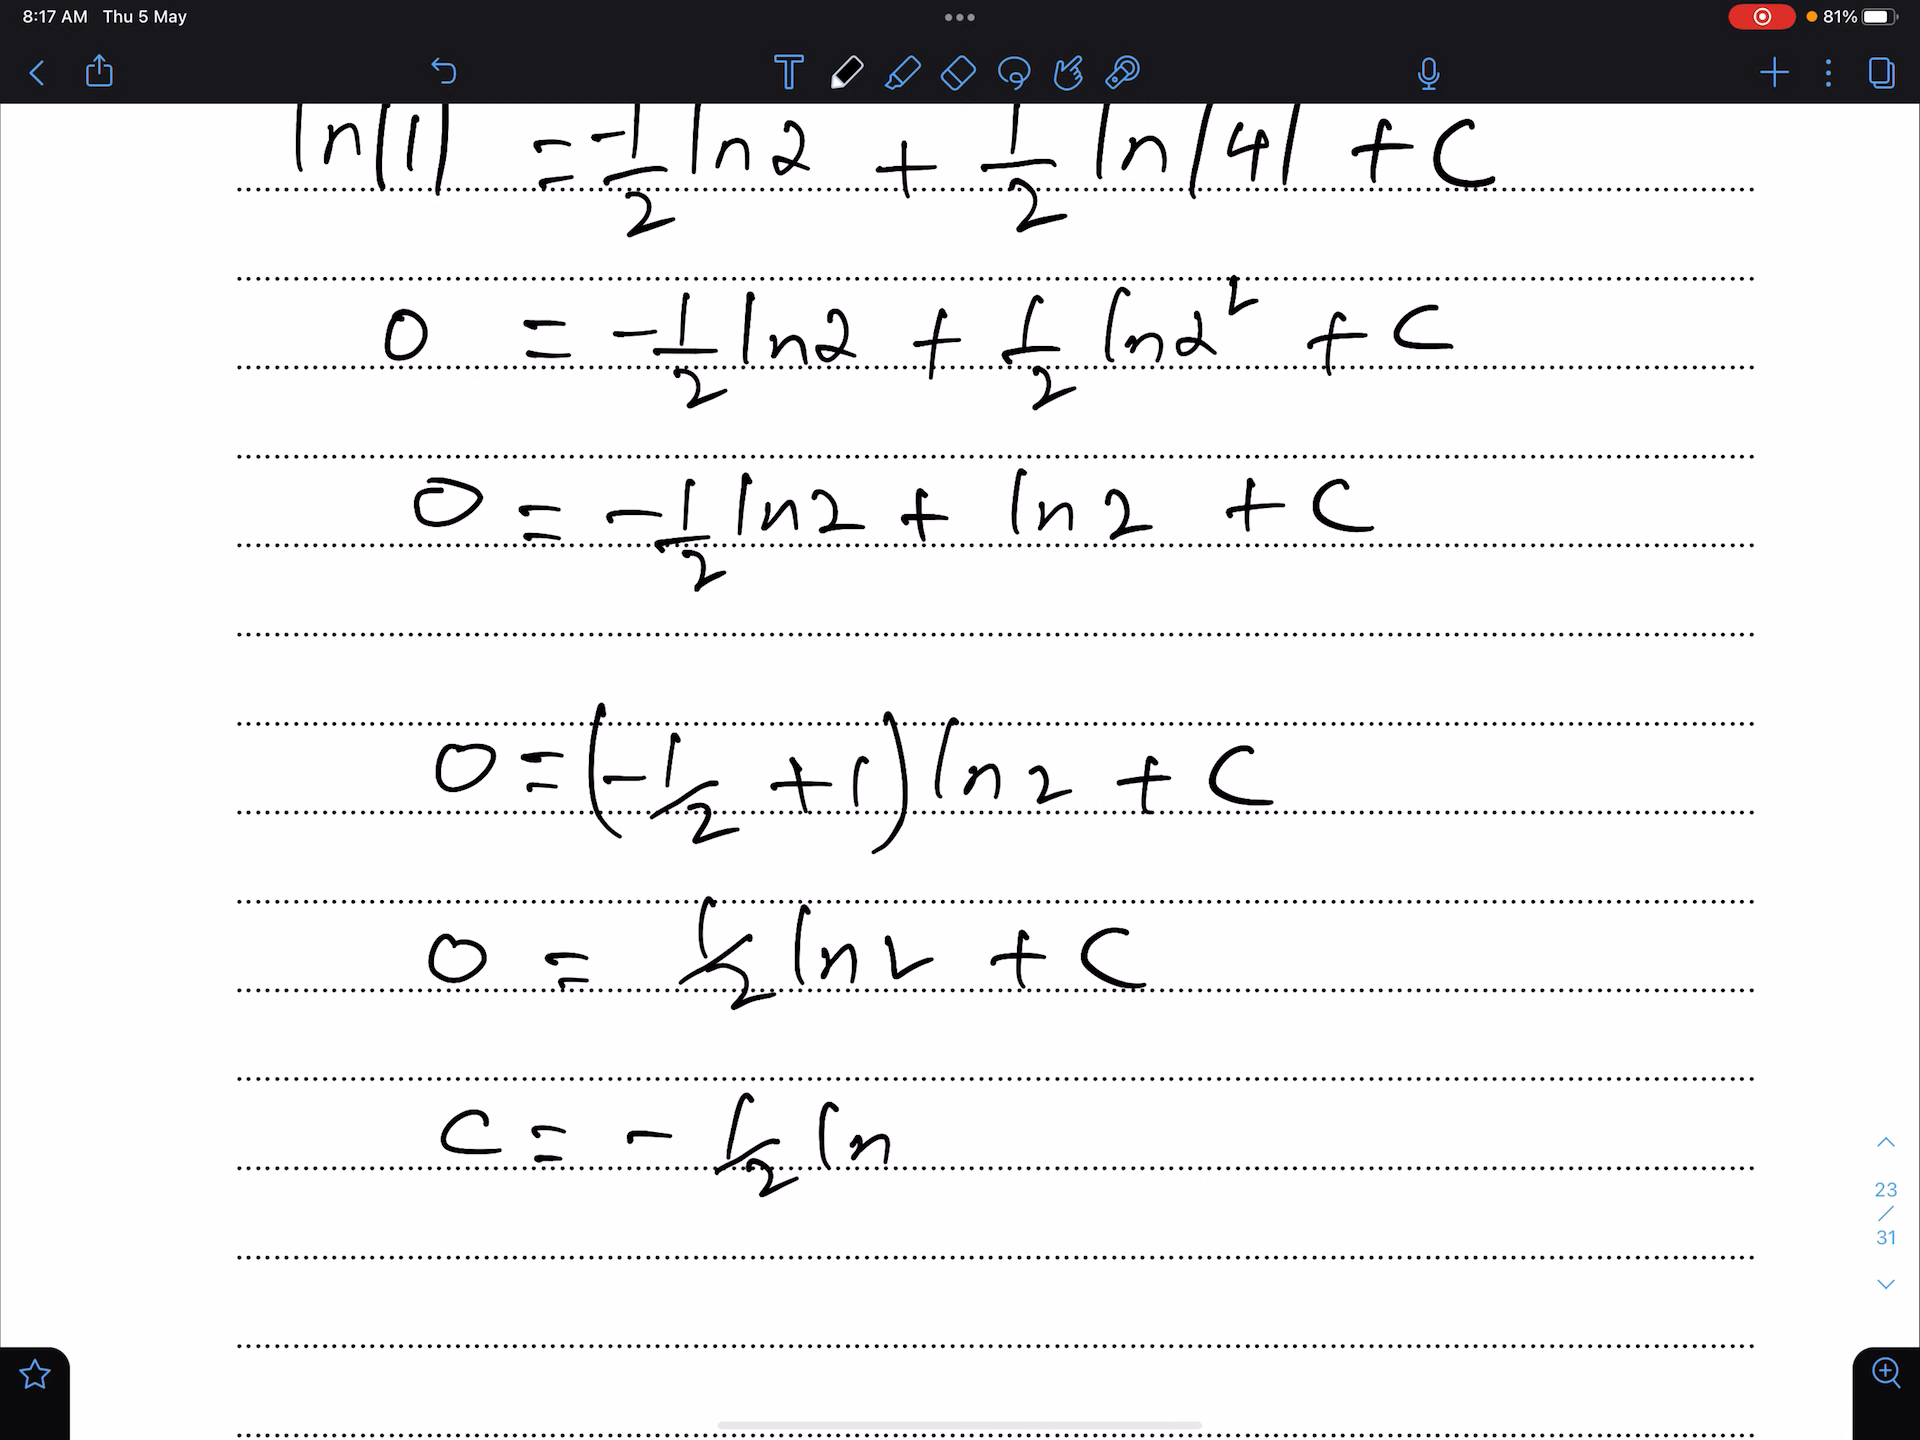 8:17 AM Thu 5 May 81%
ln|1| = -1/2 ln2 + 1/2 ln|4| + C
0 = -1/2 ln2 + 1/2 ln2² + C
0 = -1/2 ln2 + ln2 + C
0 = (-1/2 + 1) ln2 + C
0 = 1/2 ln2 + C
C = - 1/2 ln
23
/
31